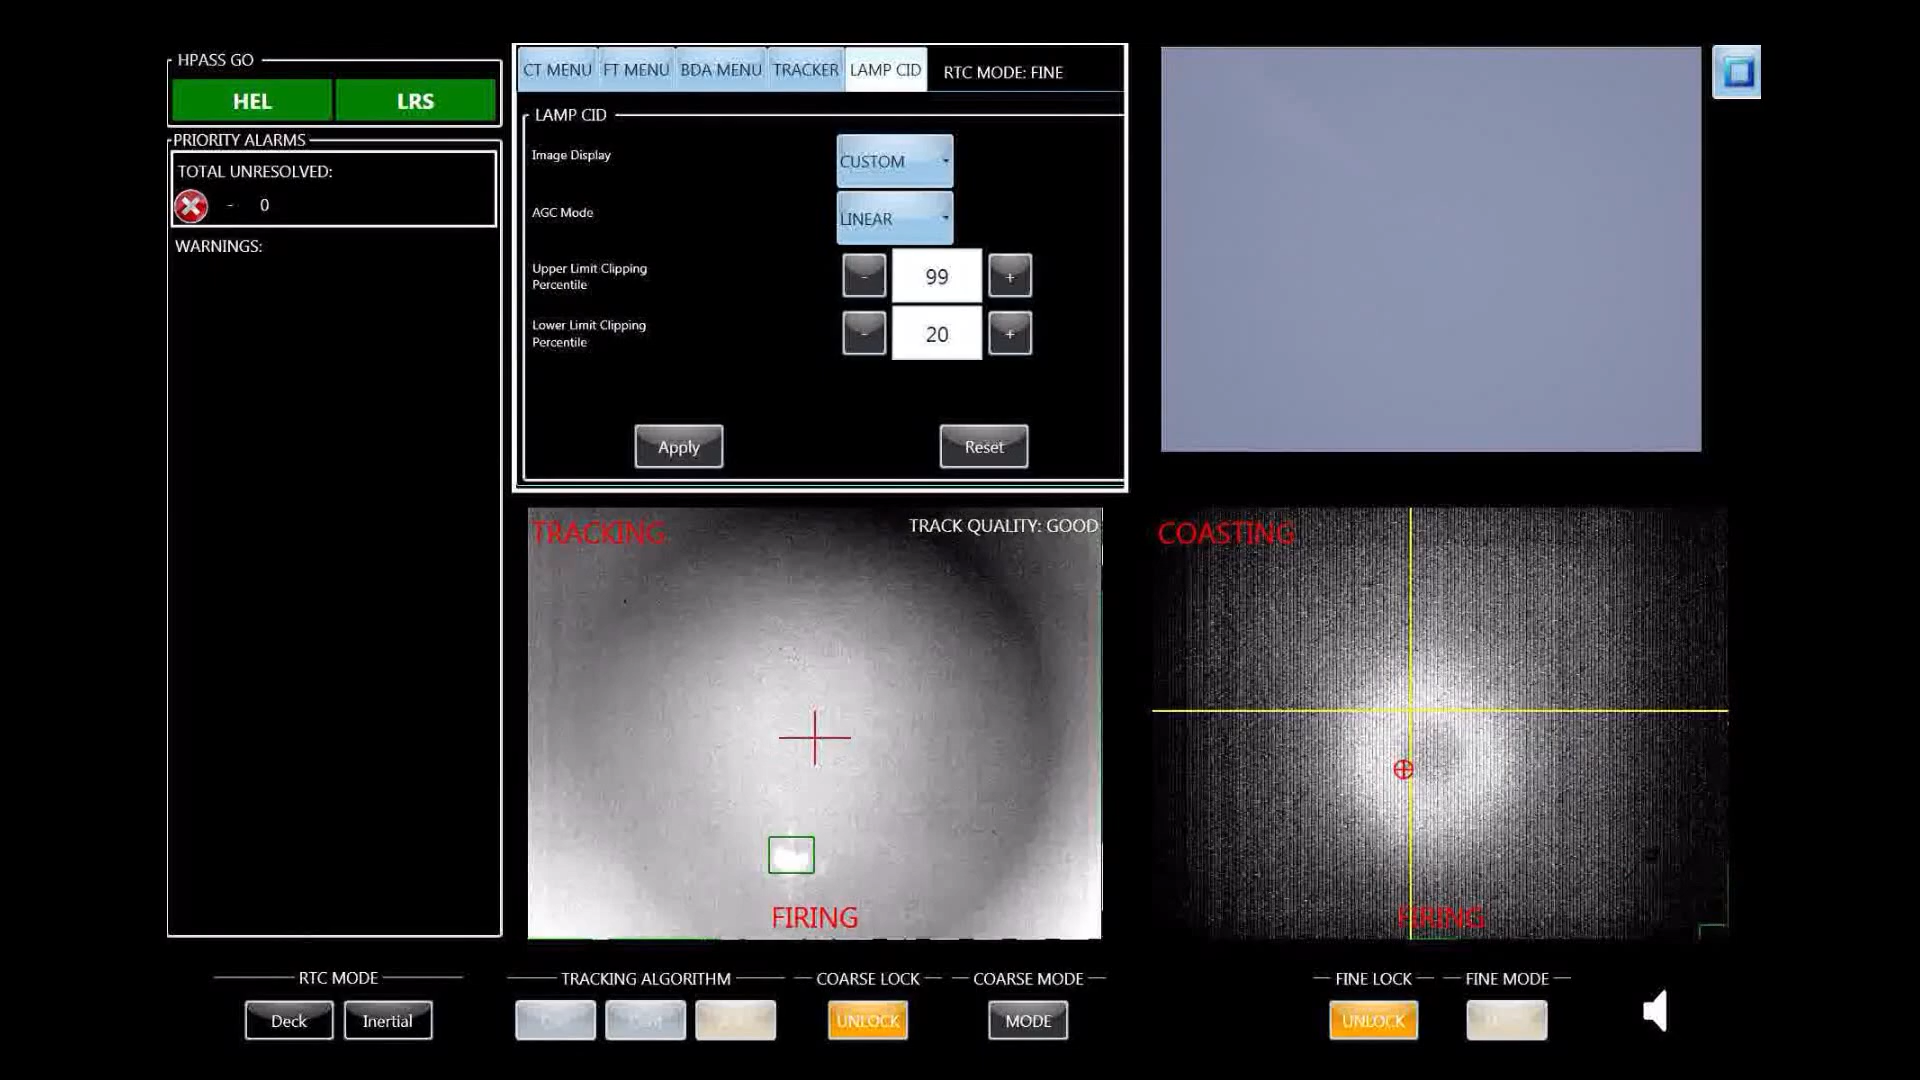 HPASS GO
HEL
LRS
PRIORITY ALARMS
TOTAL UNRESOLVED:
- 0
WARNINGS:
CT MENU
FT MENU
BDA MENU
TRACKER
LAMP CID
RTC MODE: FINE
LAMP CID
Image Display
CUSTOM
AGC Mode
LINEAR
Upper Limit Clipping
Percentile
-
99
+
Lower Limit Clipping
Percentile
-
20
+
Apply
Reset
TRACKING
TRACK QUALITY: GOOD
FIRING
COASTING
FIRING
RTC MODE
Deck
Inertial
TRACKING ALGORITHM
COARSE LOCK
UNLOCK
COARSE MODE
MODE
FINE LOCK
UNLOCK
FINE MODE